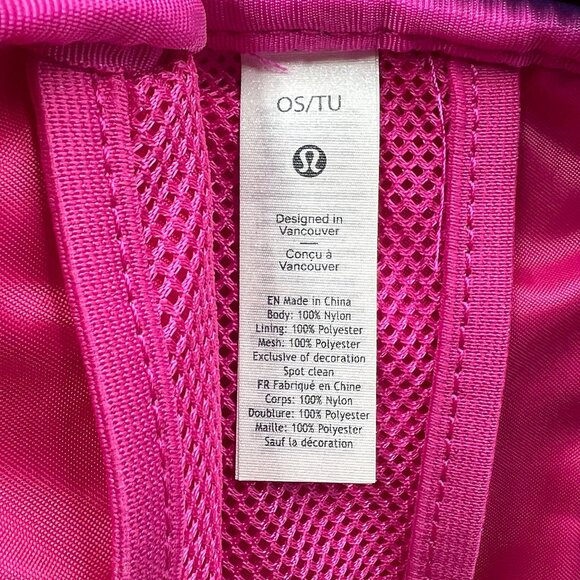 OS/TU
Designed in
Vancouver
—
Conçu à
Vancouver
EN Made in China
Body: 100% Nylon
Lining: 100% Polyester
Mesh: 100% Polyester
Exclusive of decoration
Spot clean
FR Fabriqué en Chine
Corps: 100% Nylon
Doublure: 100% Polyester
Maille: 100% Polyester
Sauf la décoration